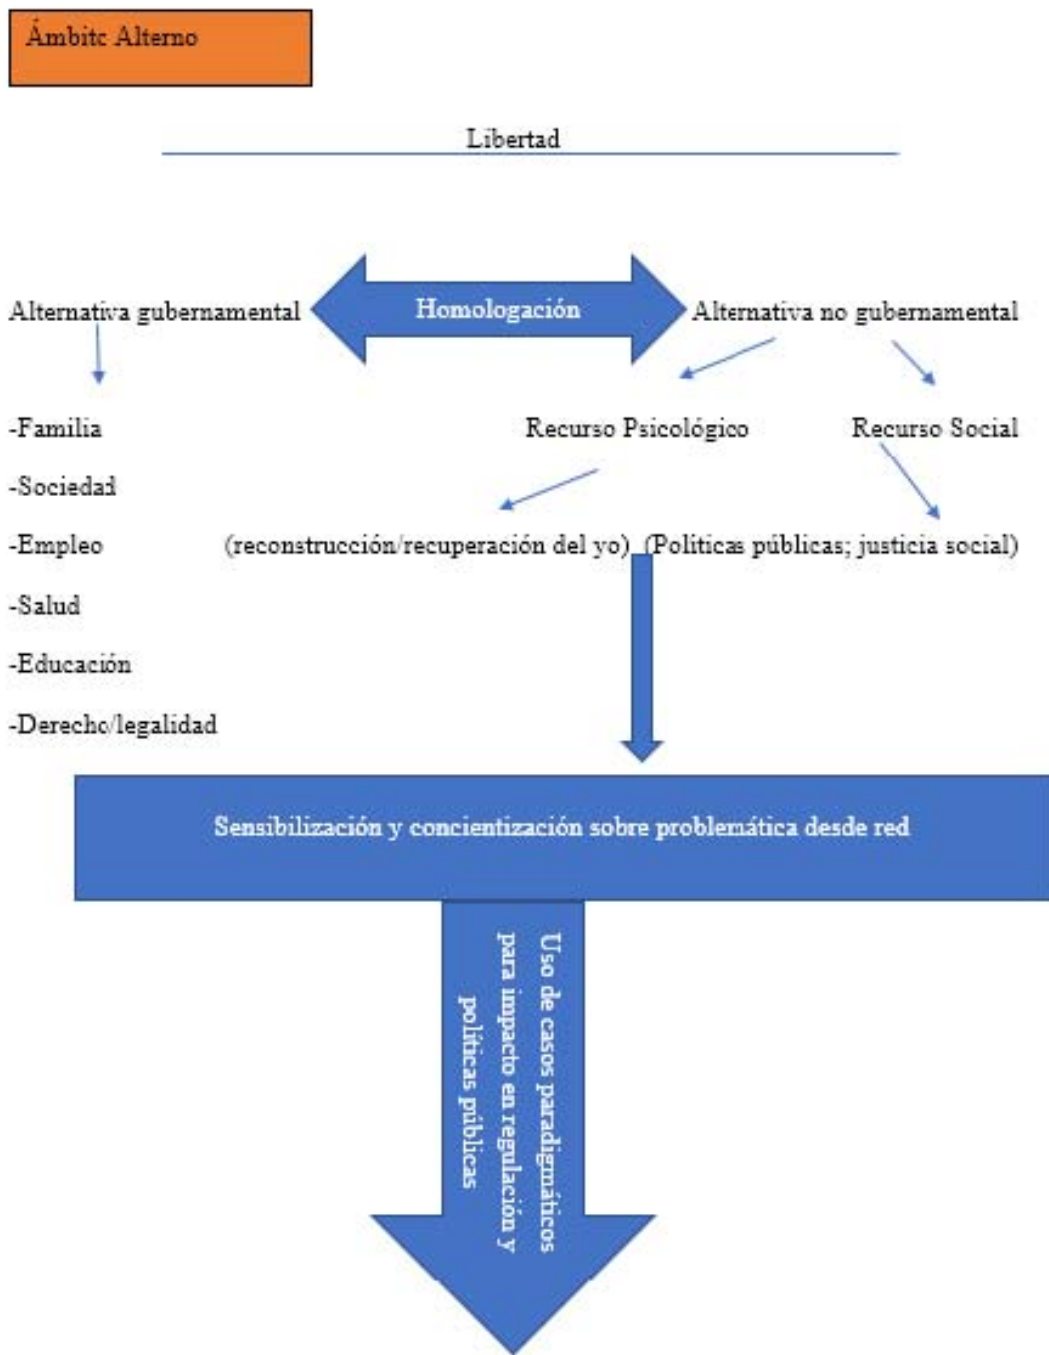 Ámbito Alterno
Libertad
Alternativa gubernamental
Homologación
Alternativa no gubernamental
-Familia
Recurso Psicológico
Recurso Social
-Sociedad
-Empleo
(reconstrucción/recuperación del yo)
(Políticas públicas; justicia social)
-Salud
-Educación
-Derecho/legalidad
Sensibilización y concientización sobre problemática desde red
Uso de casos paradigmáticos
para impacto en regulación y
políticas públicas